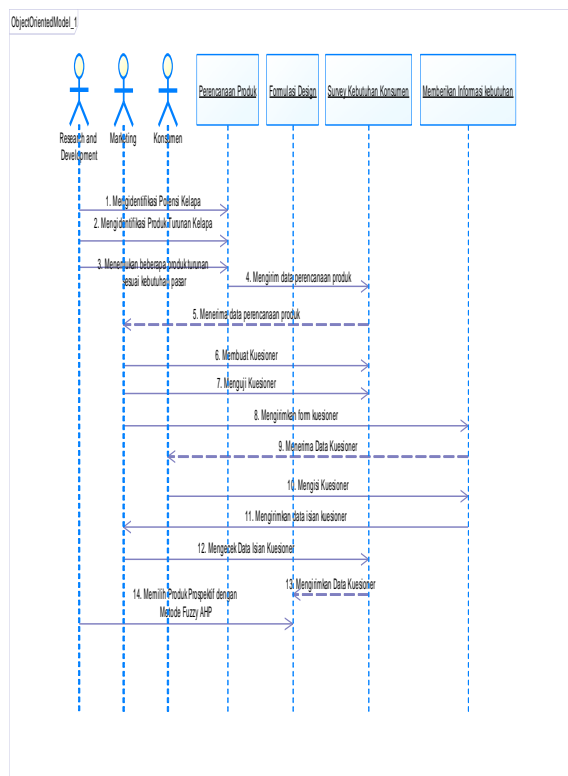 ObjectOrientedModel_1
Research and
Development
Marketing
Konsumen
Perencanaan Produk
Formulasi Design
Survey Kebutuhan Konsumen
Memberikan Informasi kebutuhan
1. Mengidentifikasi Potensi Kelapa
2. Mengidentifikasi Produk Turunan Kelapa
3. Menentukan beberapa produk turunan
sesuai kebutuhan pasar
4. Mengirim data perencanaan produk
5. Menerima data perencanaan produk
6. Membuat Kuesioner
7. Menguji Kuesioner
8. Mengirimkan form kuesioner
9. Menerima Data Kuesioner
10. Mengisi Kuesioner
11. Mengirimkan data isian kuesioner
12. Mengecek Data Isian Kuesioner
13. Mengirimkan Data Kuesioner
14. Memilih Produk Prospektif dengan
Metode Fuzzy AHP